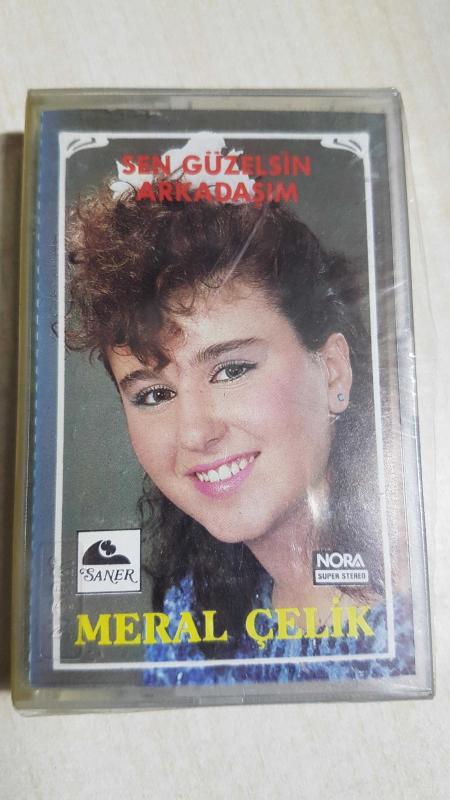 SEN GÜZELSİN
ARKADAŞIM
SANER
NORA
SUPER STEREO
MERAL ÇELİK